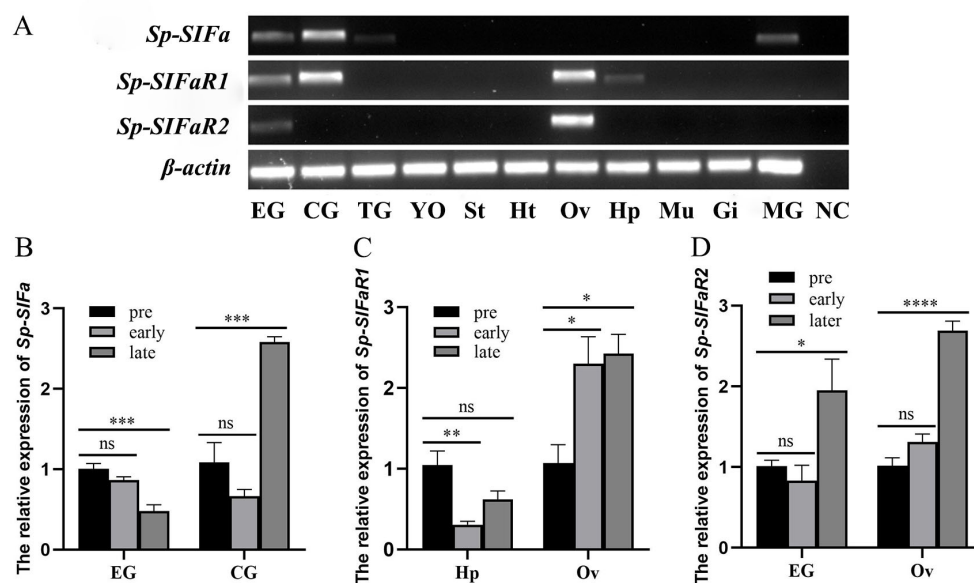 A
Sp-SIFa
Sp-SIFaR1
Sp-SIFaR2
β-actin
EG CG TG YO St Ht Ov Hp Mu Gi MG NC
B
The relative expression of Sp-SIFa
3
2
1
0
pre
early
late
***
ns
***
ns
EG CG
C
The relative expression of Sp-SIFaR1
3
2
1
0
pre
early
late
ns
**
*
*
Hp Ov
D
The relative expression of Sp-SIFaR2
3
2
1
0
pre
early
later
*
ns
****
ns
EG Ov